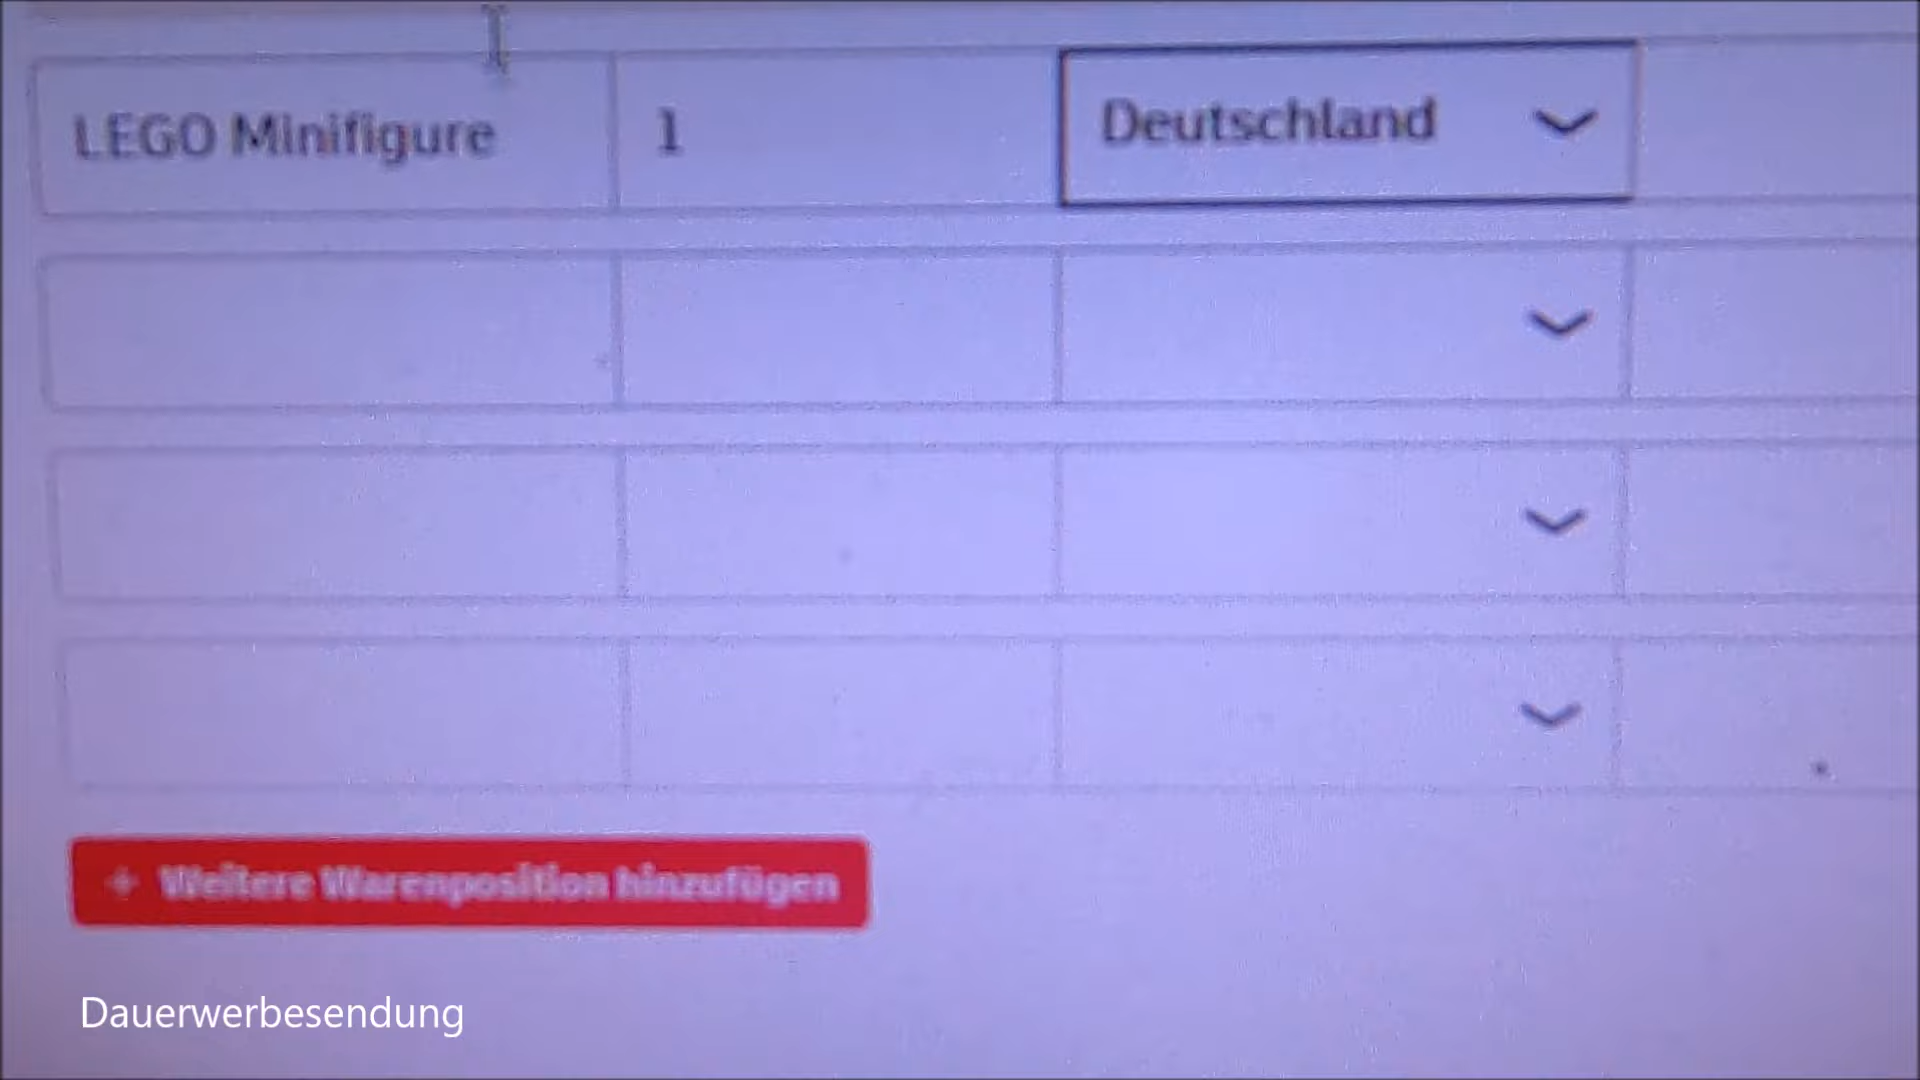 LEGO Minifigure 1 Deutschland
+ Weitere Warenposition hinzufügen
Dauerwerbesendung